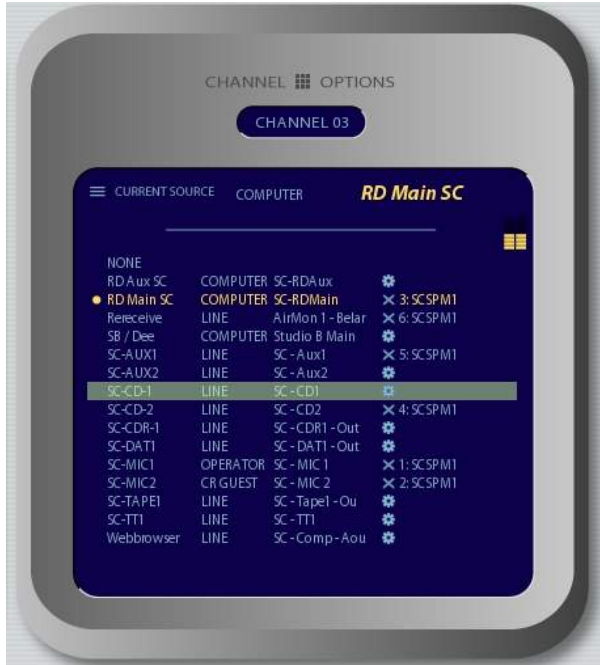 CHANNEL OPTIONS
CHANNEL 03
CURRENT SOURCE COMPUTER RD Main SC
NONE
RD Aux SC COMPUTER SC-RDAux
RD Main SC COMPUTER SC-RDMain 3: SCSPM1
Rereceive LINE AirMon 1 - Belar 6: SCSPM1
SB / Dee COMPUTER Studio B Main
SC-AUX1 LINE SC - Aux1 5: SCSPM1
SC-AUX2 LINE SC - Aux2
SC-CD-1 LINE SC - CD1
SC-CD-2 LINE SC - CD2 4: SCSPM1
SC-CDR-1 LINE SC - CDR1 - Out
SC-DAT1 LINE SC - DAT1 - Out
SC-MIC1 OPERATOR SC - MIC 1 1: SCSPM1
SC-MIC2 CR GUEST SC - MIC 2 2: SCSPM1
SC-TAPE1 LINE SC - Tape1 - Ou
SC-TT1 LINE SC - TT1
Webbrowser LINE SC - Comp - Aou